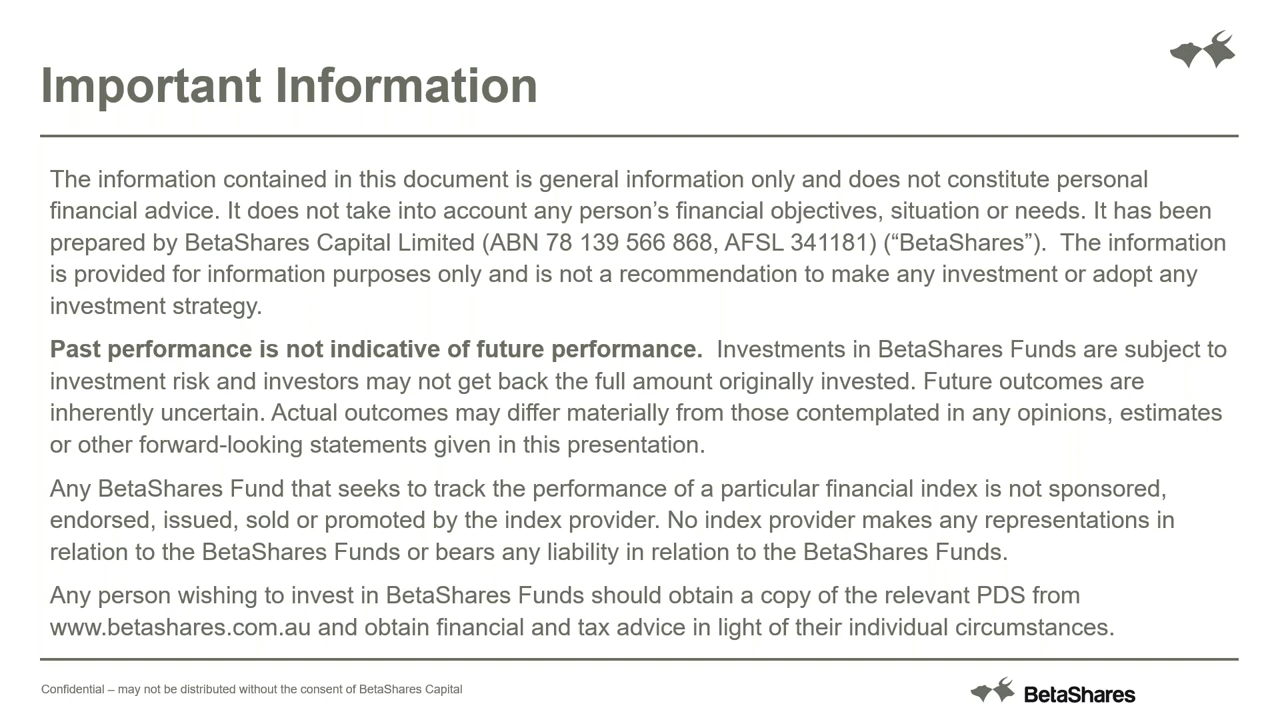 Important Information
The information contained in this document is general information only and does not constitute personal
financial advice. It does not take into account any person’s financial objectives, situation or needs. It has been
prepared by BetaShares Capital Limited (ABN 78 139 566 868, AFSL 341181) (“BetaShares”).  The information
is provided for information purposes only and is not a recommendation to make any investment or adopt any
investment strategy.
Past performance is not indicative of future performance.  Investments in BetaShares Funds are subject to
investment risk and investors may not get back the full amount originally invested. Future outcomes are
inherently uncertain. Actual outcomes may differ materially from those contemplated in any opinions, estimates
or other forward-looking statements given in this presentation.
Any BetaShares Fund that seeks to track the performance of a particular financial index is not sponsored,
endorsed, issued, sold or promoted by the index provider. No index provider makes any representations in
relation to the BetaShares Funds or bears any liability in relation to the BetaShares Funds.
Any person wishing to invest in BetaShares Funds should obtain a copy of the relevant PDS from
www.betashares.com.au and obtain financial and tax advice in light of their individual circumstances.
Confidential – may not be distributed without the consent of BetaShares Capital
BetaShares